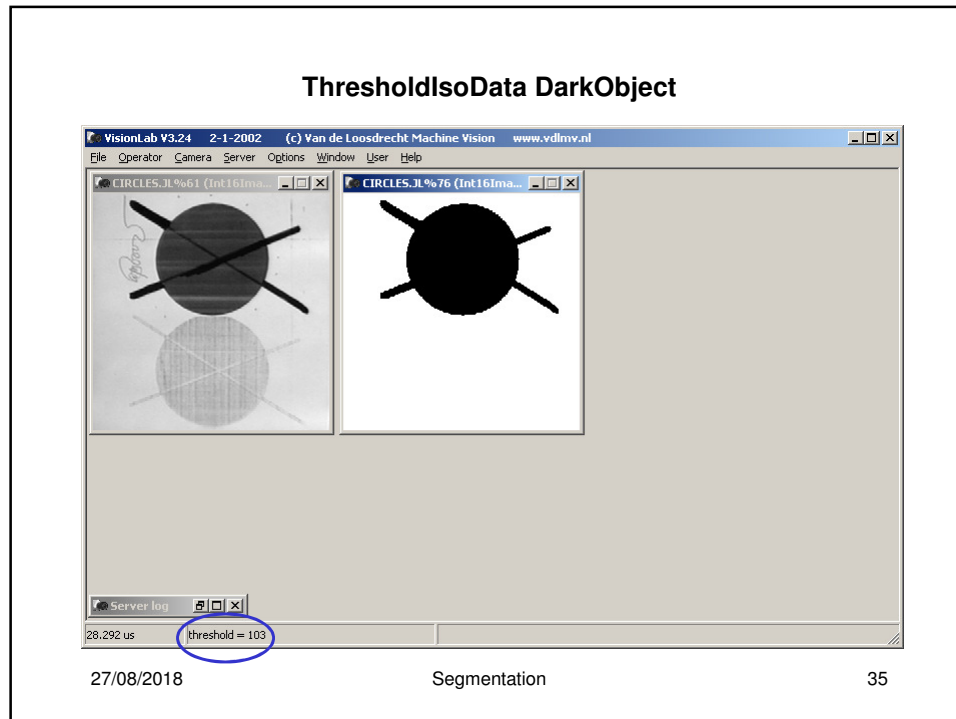 ThresholdIsoData DarkObject
VisionLab V3.24 2-1-2002 (c) Van de Loosdrecht Machine Vision www.vdlmv.nl
File Operator Camera Server Options Window User Help
CIRCLES.JL%61 (Int16Ima... CIRCLES.JL%76 (Int16Ima...
Server log
28.292 us threshold = 103
27/08/2018 Segmentation 35